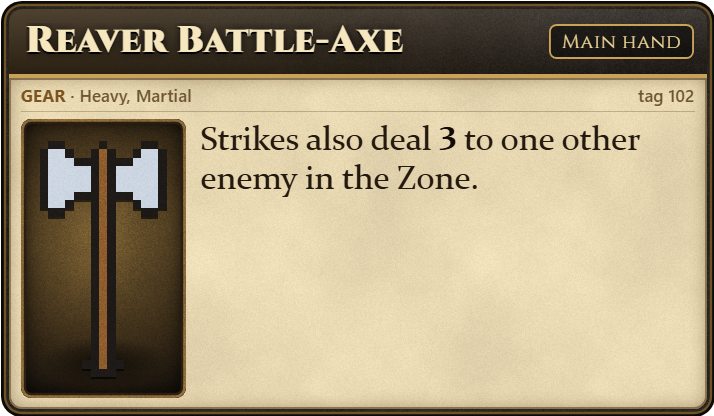 Reaver Battle-Axe
Main hand
GEAR · Heavy, Martial
tag 102
Strikes also deal 3 to one other
enemy in the Zone.